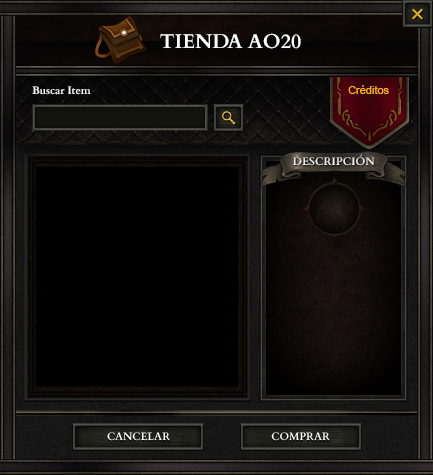 TIENDA AO20
Buscar Item
Créditos
DESCRIPCIÓN
CANCELAR
COMPRAR